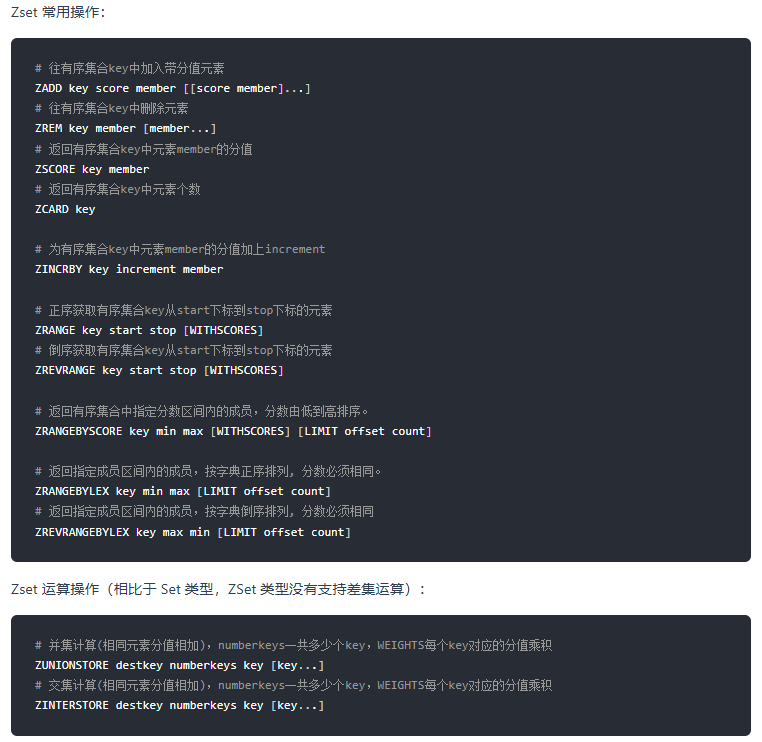 Zset 常用操作：
# 往有序集合key中加入带分值元素
ZADD key score member [[score member]...]
# 往有序集合key中删除元素
ZREM key member [member...]
# 返回有序集合key中元素member的分值
ZSCORE key member
# 返回有序集合key中元素个数
ZCARD key
# 为有序集合key中元素member的分值加上increment
ZINCRBY key increment member
# 正序获取有序集合key从start下标到stop下标的元素
ZRANGE key start stop [WITHSCORES]
# 倒序获取有序集合key从start下标到stop下标的元素
ZREVRANGE key start stop [WITHSCORES]
# 返回有序集合中指定分数区间内的成员，分数由低到高排序。
ZRANGEBYSCORE key min max [WITHSCORES] [LIMIT offset count]
# 返回指定成员区间内的成员，按字典正序排列, 分数必须相同。
ZRANGEBYLEX key min max [LIMIT offset count]
# 返回指定成员区间内的成员，按字典倒序排列, 分数必须相同
ZREVRANGEBYLEX key max min [LIMIT offset count]
Zset 运算操作（相比于 Set 类型，ZSet 类型没有支持差集运算）：
# 并集计算(相同元素分值相加)，numberkeys一共多少个key，WEIGHTS每个key对应的分值乘积
ZUNIONSTORE destkey numberkeys key [key...]
# 交集计算(相同元素分值相加)，numberkeys一共多少个key，WEIGHTS每个key对应的分值乘积
ZINTERSTORE destkey numberkeys key [key...]